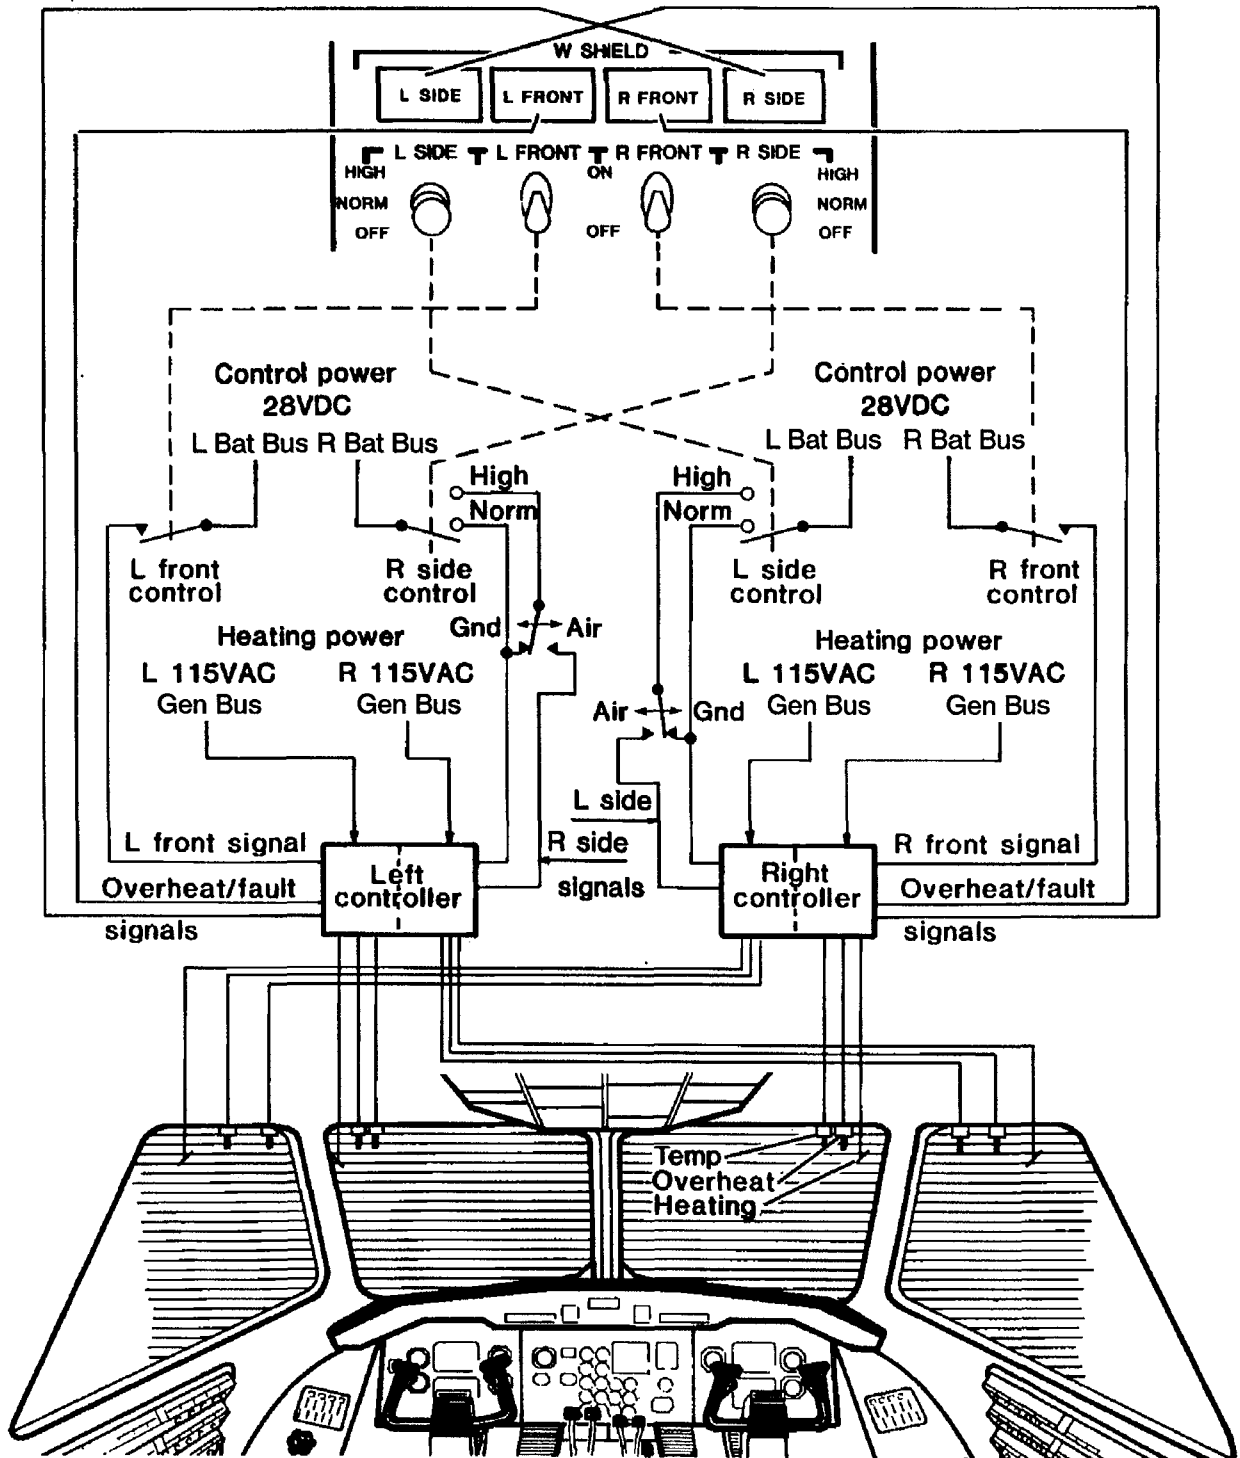 W SHIELD
L SIDE L FRONT R FRONT R SIDE
L SIDE L FRONT R FRONT R SIDE
HIGH ON HIGH
NORM NORM
OFF OFF OFF
Control power Control power
28VDC 28VDC
L Bat Bus R Bat Bus L Bat Bus R Bat Bus
High High
Norm Norm
L front R side L side R front
control control control control
Gnd Air
Heating power Heating power
L 115VAC R 115VAC L 115VAC R 115VAC
Gen Bus Gen Bus Gen Bus Gen Bus
Air Gnd
L side
L front signal R side R front signal
Left Right
Overheat/fault controller signals controller Overheat/fault
signals signals
Temp
Overheat
Heating